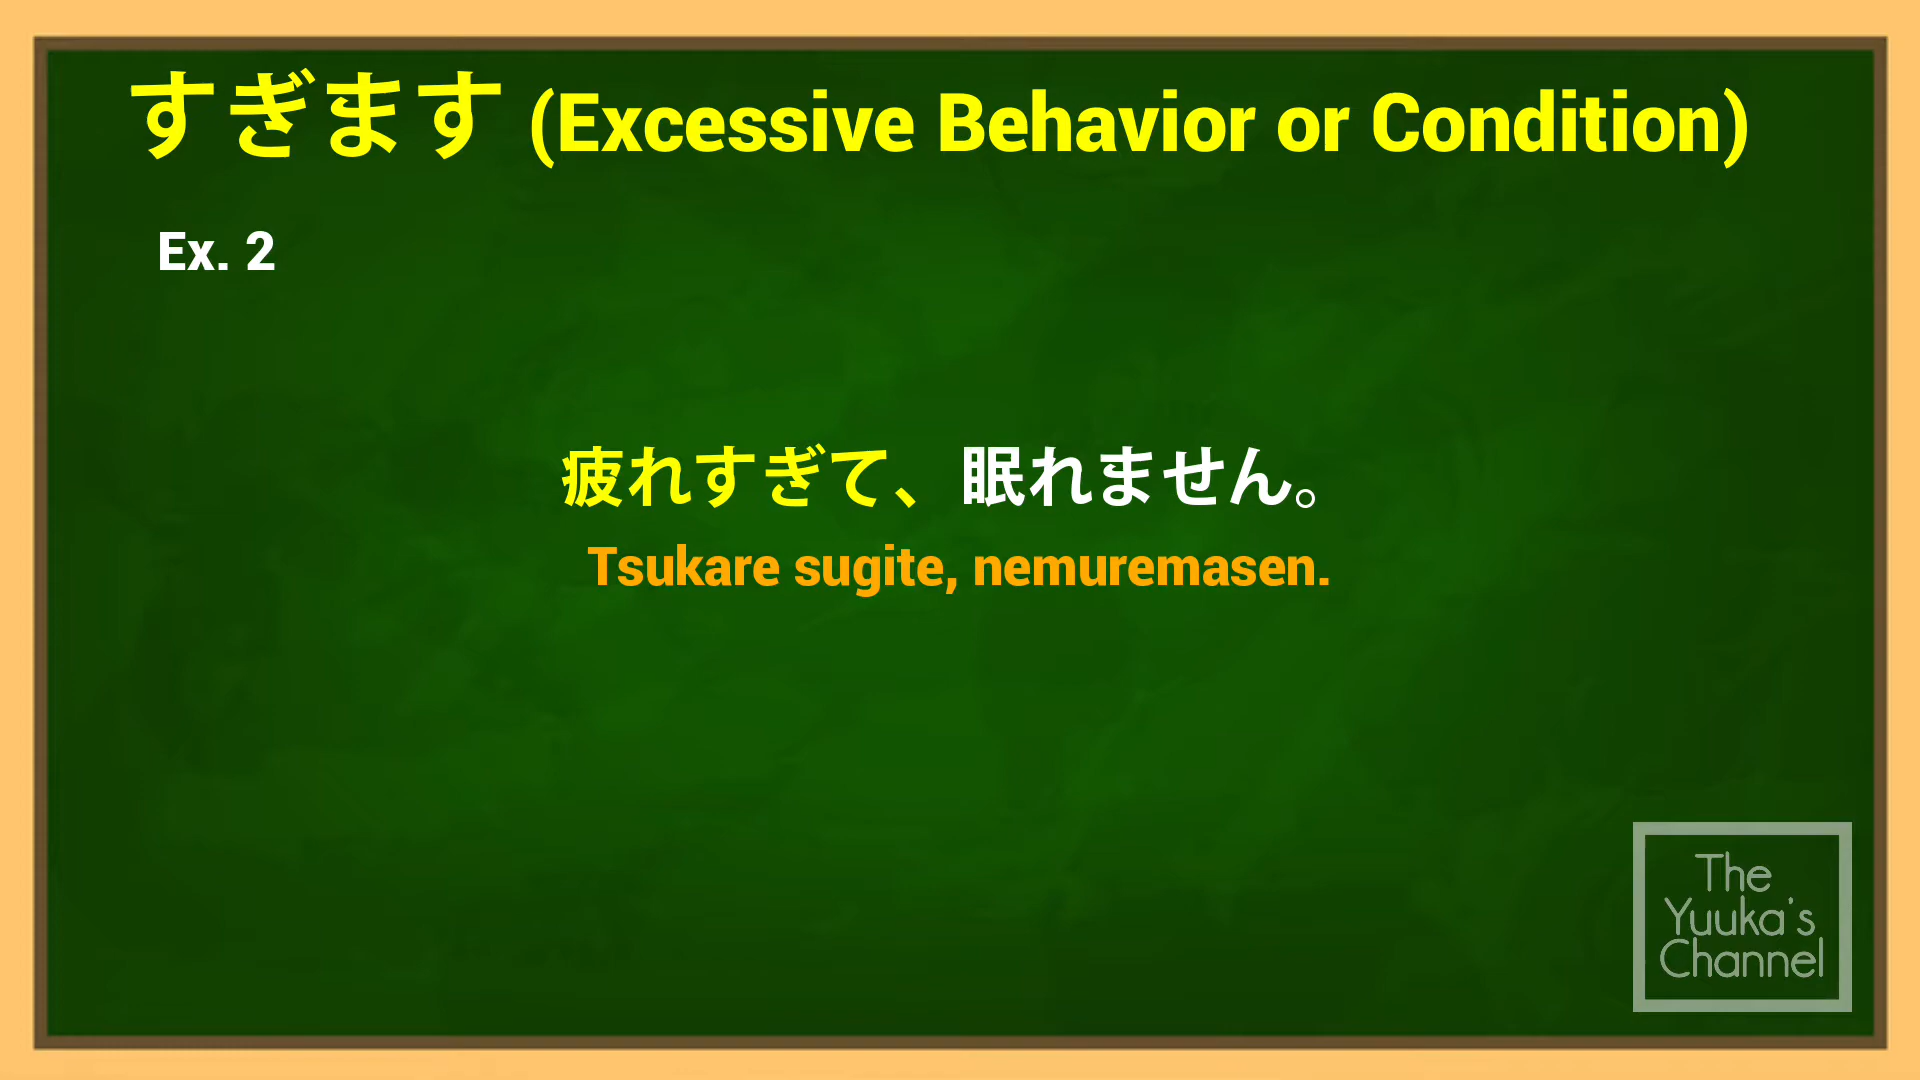 すぎます (Excessive Behavior or Condition)
Ex. 2
疲れすぎて、眠れません。
Tsukare sugite, nemuremasen.
The
Yuuka's
Channel